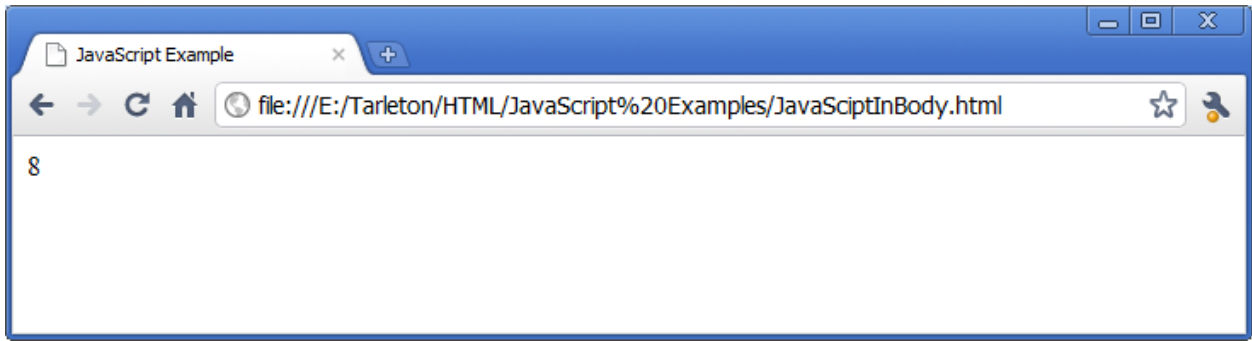 JavaScript Example
file:///E:/Tarleton/HTML/JavaScript%20Examples/JavaSciptInBody.html
8